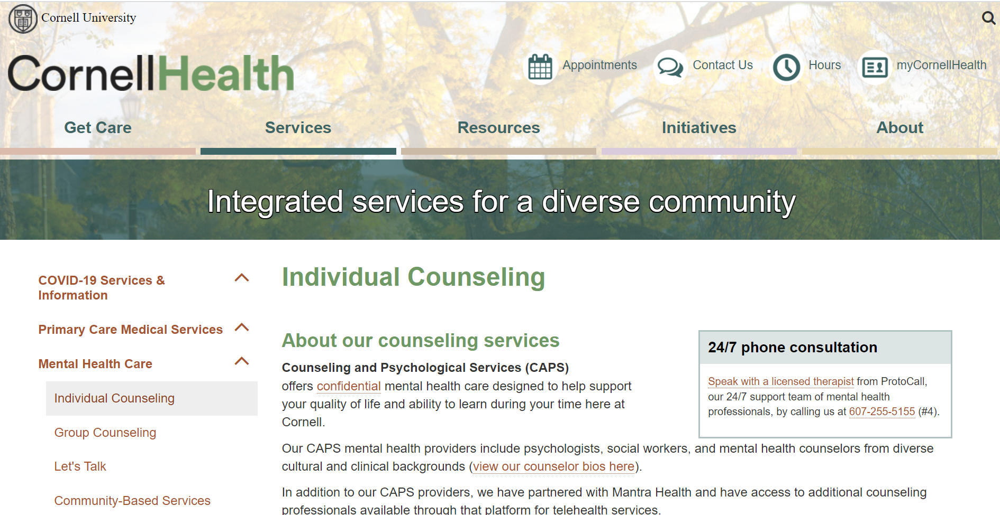 Cornell University
CornellHealth
Appointments
Contact Us
Hours
myCornellHealth
Get Care
Services
Resources
Initiatives
About
Integrated services for a diverse community
COVID-19 Services &
Information
Primary Care Medical Services
Mental Health Care
Individual Counseling
Group Counseling
Let's Talk
Community-Based Services
Individual Counseling
About our counseling services
Counseling and Psychological Services (CAPS)
offers confidential mental health care designed to help support
your quality of life and ability to learn during your time here at
Cornell.
24/7 phone consultation
Speak with a licensed therapist from ProtoCall,
our 24/7 support team of mental health
professionals, by calling us at 607-255-5155 (#4).
Our CAPS mental health providers include psychologists, social workers, and mental health counselors from diverse
cultural and clinical backgrounds (view our counselor bios here).
In addition to our CAPS providers, we have partnered with Mantra Health and have access to additional counseling
professionals available through that platform for telehealth services.